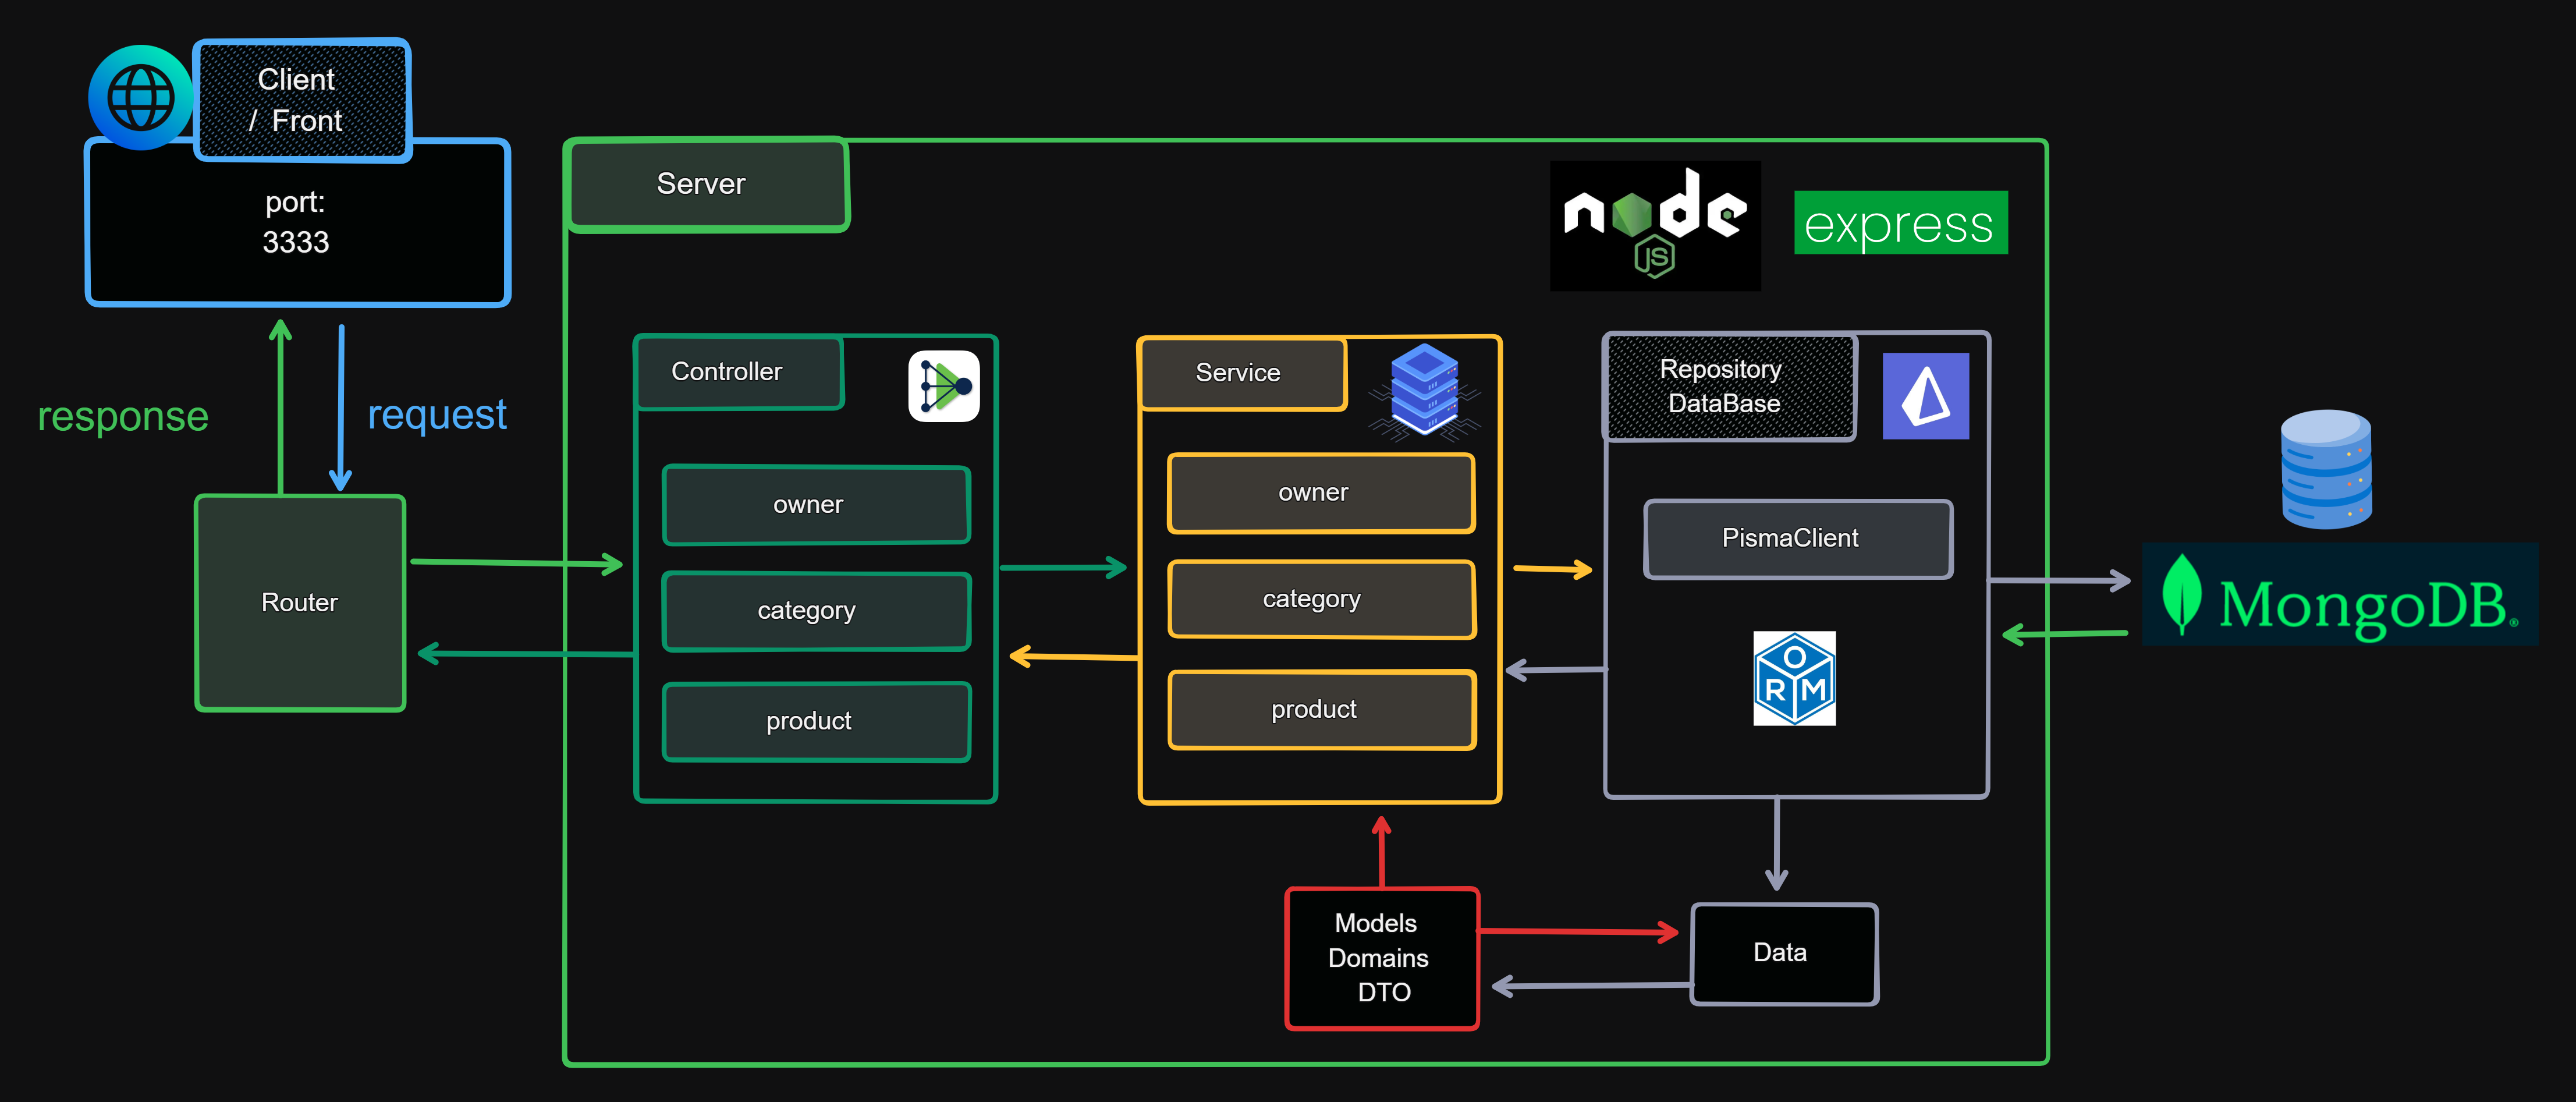 Client
/ Front
port:
3333
response
request
Router
Server
node
JS
express
Controller
owner
category
product
Service
owner
category
product
Repository
DataBase
PismaClient
O
R M
MongoDB®
Models
Domains
DTO
Data